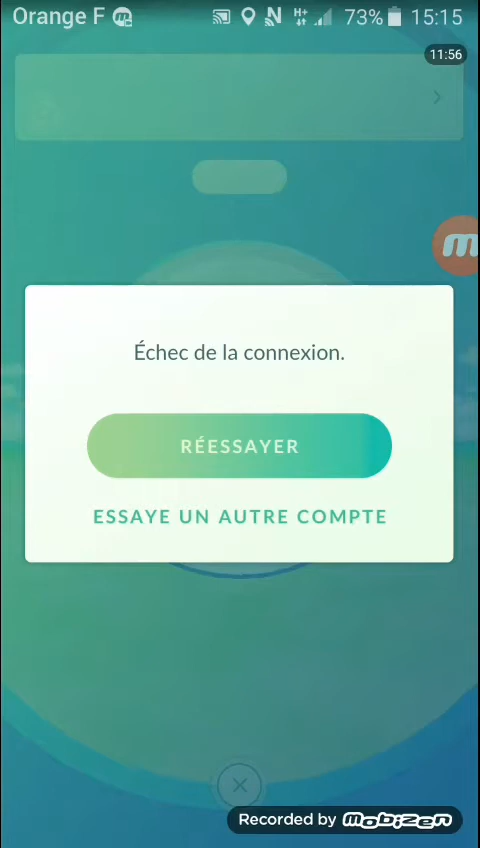 Orange F H+ 73% 15:15
11:56
m
Échec de la connexion.
RÉESSAYER
ESSAYE UN AUTRE COMPTE
Recorded by mobizen